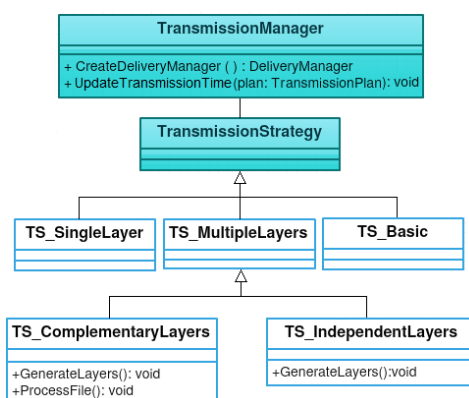 TransmissionManager
+ CreateDeliveryManager ( ) : DeliveryManager
+ UpdateTransmissionTime(plan: TransmissionPlan): void
TransmissionStrategy
TS_SingleLayer
TS_MultipleLayers
TS_Basic
TS_ComplementaryLayers
+GenerateLayers(): void
+ProcessFile(): void
TS_IndependentLayers
+GenerateLayers():void